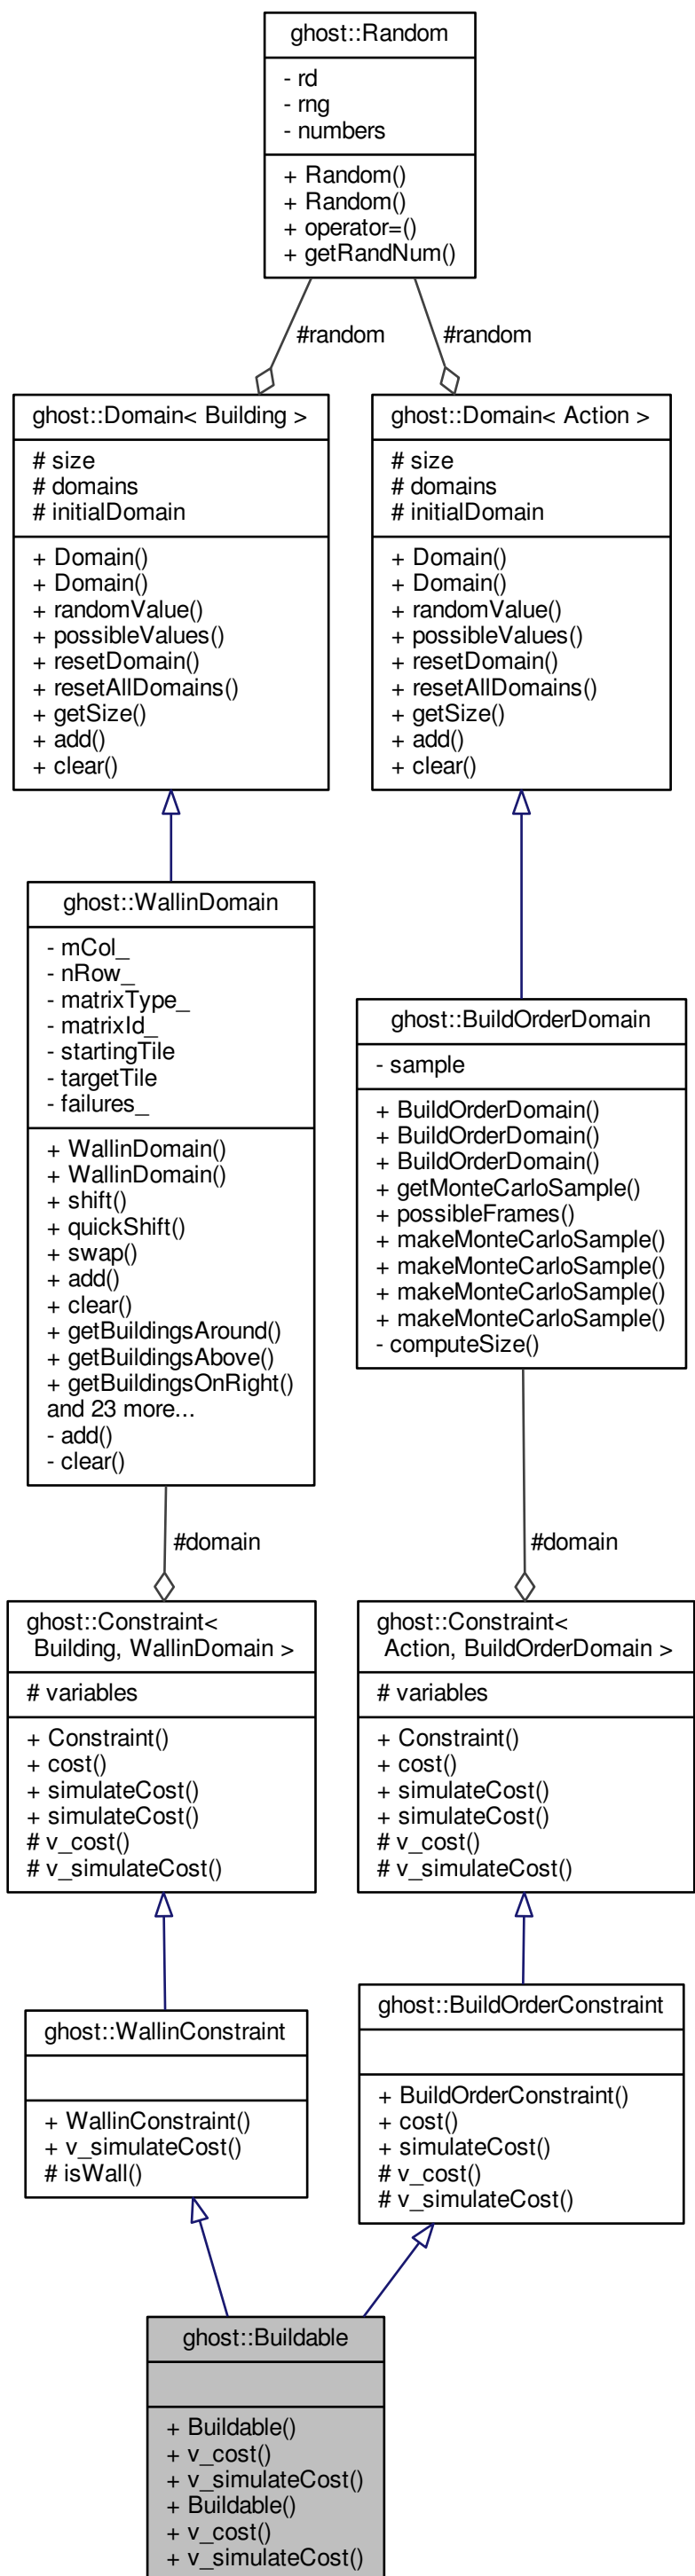 ghost::Random
- rd
- rng
- numbers
+ Random()
+ Random()
+ operator=()
+ getRandNum()
#random
#random
ghost::Domain< Building >
# size
# domains
# initialDomain
+ Domain()
+ Domain()
+ randomValue()
+ possibleValues()
+ resetDomain()
+ resetAllDomains()
+ getSize()
+ add()
+ clear()
ghost::Domain< Action >
# size
# domains
# initialDomain
+ Domain()
+ Domain()
+ randomValue()
+ possibleValues()
+ resetDomain()
+ resetAllDomains()
+ getSize()
+ add()
+ clear()
ghost::WallinDomain
- mCol_
- nRow_
- matrixType_
- matrixId_
- startingTile
- targetTile
- failures_
+ WallinDomain()
+ WallinDomain()
+ shift()
+ quickShift()
+ swap()
+ add()
+ clear()
+ getBuildingsAround()
+ getBuildingsAbove()
+ getBuildingsOnRight()
and 23 more...
- add()
- clear()
ghost::BuildOrderDomain
- sample
+ BuildOrderDomain()
+ BuildOrderDomain()
+ BuildOrderDomain()
+ getMonteCarloSample()
+ possibleFrames()
+ makeMonteCarloSample()
+ makeMonteCarloSample()
+ makeMonteCarloSample()
+ makeMonteCarloSample()
- computeSize()
#domain
#domain
ghost::Constraint<
Building, WallinDomain >
# variables
+ Constraint()
+ cost()
+ simulateCost()
+ simulateCost()
# v_cost()
# v_simulateCost()
ghost::Constraint<
Action, BuildOrderDomain >
# variables
+ Constraint()
+ cost()
+ simulateCost()
+ simulateCost()
# v_cost()
# v_simulateCost()
ghost::WallinConstraint
+ WallinConstraint()
+ v_simulateCost()
# isWall()
ghost::BuildOrderConstraint
+ BuildOrderConstraint()
+ cost()
+ simulateCost()
# v_cost()
# v_simulateCost()
ghost::Buildable
+ Buildable()
+ v_cost()
+ v_simulateCost()
+ Buildable()
+ v_cost()
+ v_simulateCost()